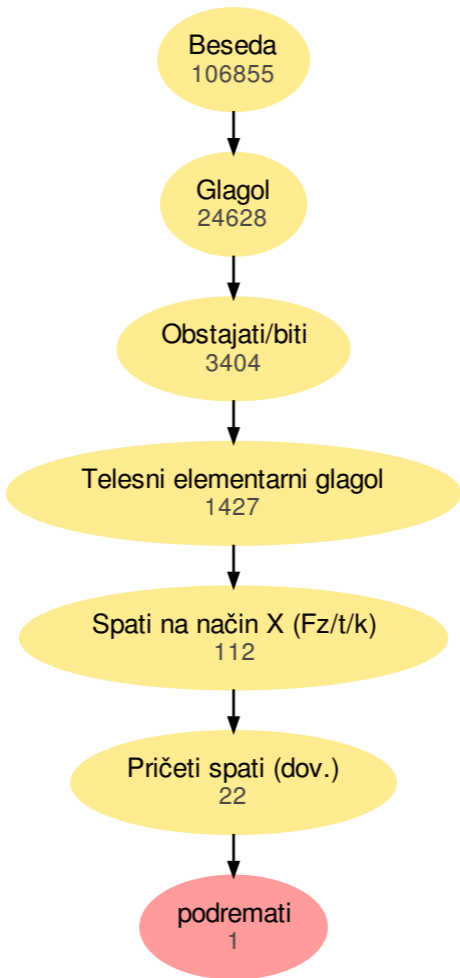 Beseda
106855
Glagol
24628
Obstajati/biti
3404
Telesni elementarni glagol
1427
Spati na način X (Fz/t/k)
112
Pričeti spati (dov.)
22
podremati
1